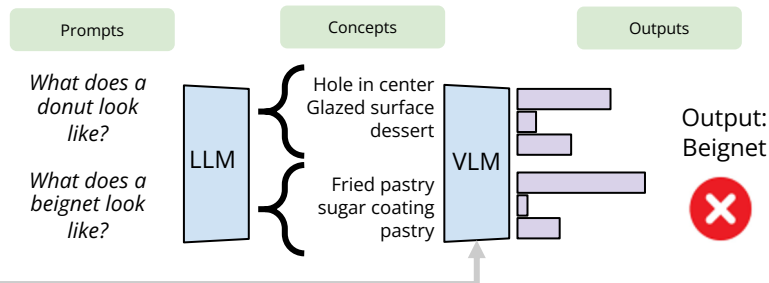 Prompts
Concepts
Outputs
What does a
donut look
like?
What does a
beignet look
like?
LLM
Hole in center
Glazed surface
dessert
Fried pastry
sugar coating
pastry
VLM
Output:
Beignet